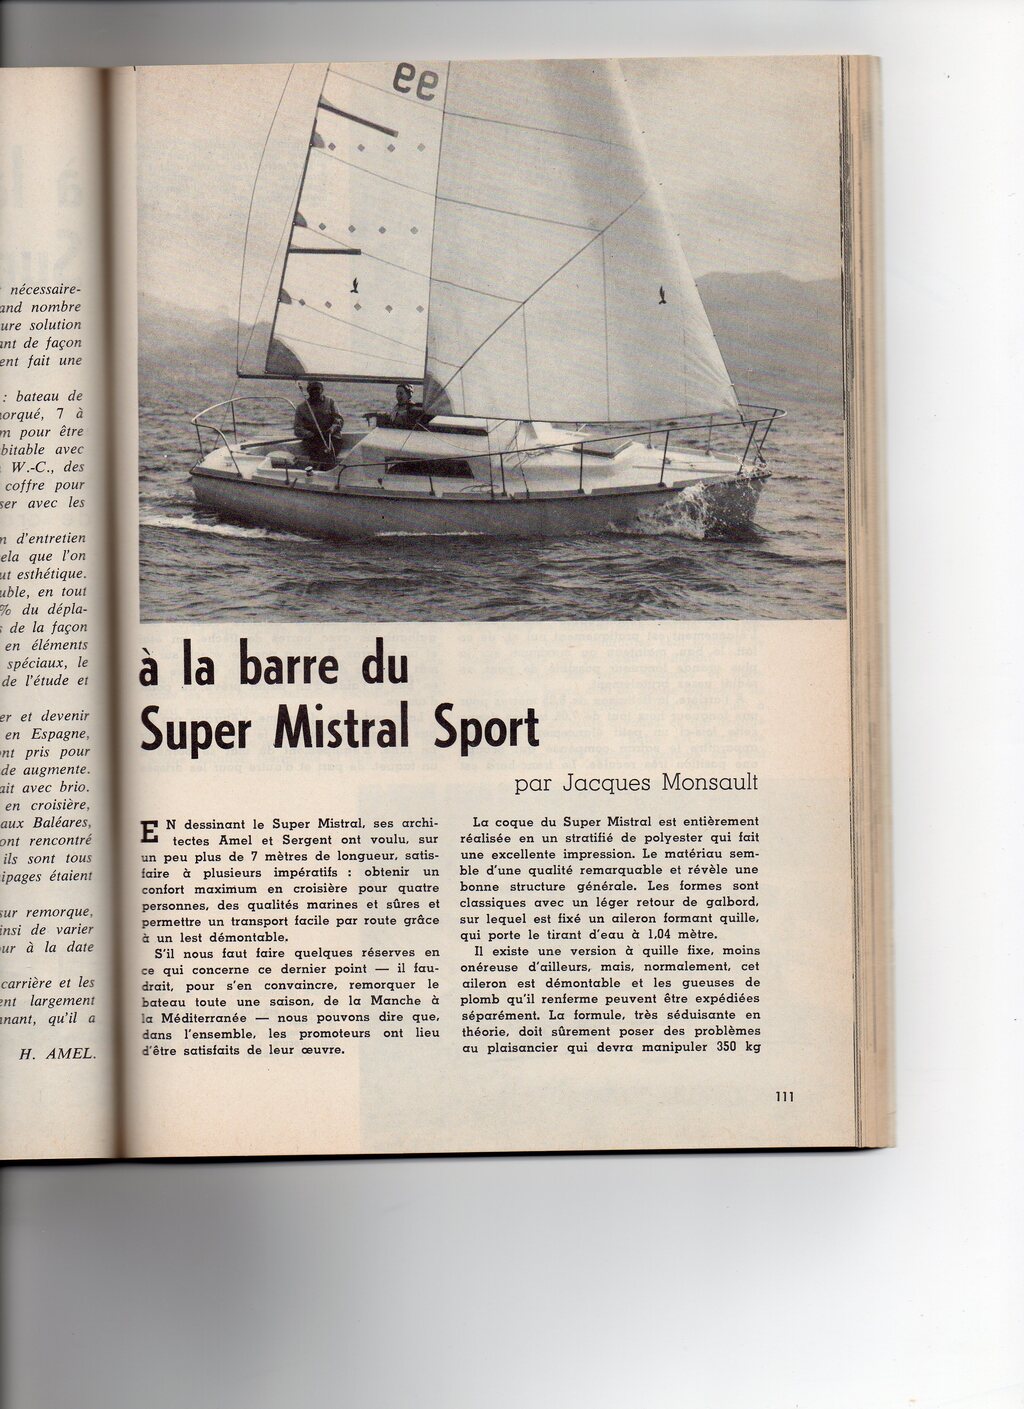 nécessaire-
and nombre
ure solution
ant de façon
ent fait une
: bateau de
orqué, 7 à
m pour être
bitable avec
W.-C., des
coffre pour
ser avec les
n d'entretien
ela que l'on
ut esthétique.
uble, en tout
% du dépla-
s de la façon
en éléments
spéciaux, le
de l'étude et
er et devenir
en Espagne,
nt pris pour
de augmente.
ait avec brio.
en croisière,
aux Baléares,
ont rencontré
ils sont tous
ipages étaient
sur remorque,
insi de varier
ur à la date
carrière et les
ent largement
nnant, qu'il a
H. AMEL.
99
à la barre du
Super Mistral Sport
par Jacques Monsault
EN dessinant le Super Mistral, ses archi-
tectes Amel et Sergent ont voulu, sur
un peu plus de 7 mètres de longueur, satis-
faire à plusieurs impératifs : obtenir un
confort maximum en croisière pour quatre
personnes, des qualités marines et sûres et
permettre un transport facile par route grâce
à un lest démontable.
S'il nous faut faire quelques réserves en
ce qui concerne ce dernier point — il fau-
drait, pour s'en convaincre, remorquer le
bateau toute une saison, de la Manche à
la Méditerranée — nous pouvons dire que,
dans l'ensemble, les promoteurs ont lieu
d'être satisfaits de leur œuvre.
La coque du Super Mistral est entièrement
réalisée en un stratifié de polyester qui fait
une excellente impression. Le matériau sem-
ble d'une qualité remarquable et révèle une
bonne structure générale. Les formes sont
classiques avec un léger retour de galbord,
sur lequel est fixé un aileron formant quille,
qui porte le tirant d'eau à 1,04 mètre.
Il existe une version à quille fixe, moins
onéreuse d'ailleurs, mais, normalement, cet
aileron est démontable et les gueuses de
plomb qu'il renferme peuvent être expédiées
séparément. La formule, très séduisante en
théorie, doit sûrement poser des problèmes
au plaisancier qui devra manipuler 350 kg
111